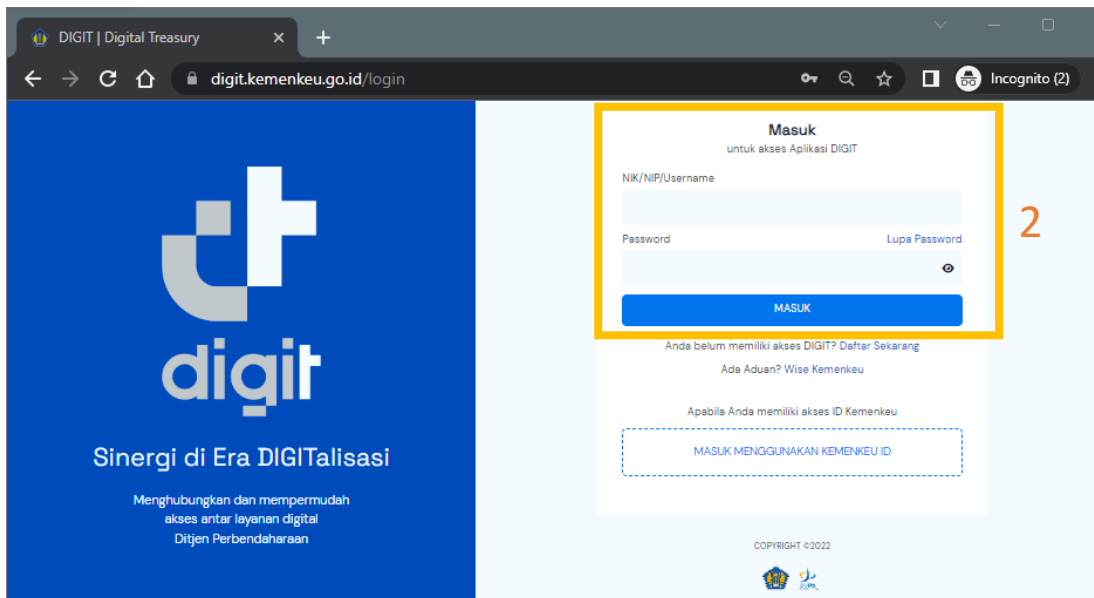 DIGIT | Digital Treasury
digit.kemenkeu.go.id/login
Incognito (2)
digit
Sinergi di Era DIGITalisasi
Menghubungkan dan mempermudah
akses antar layanan digital
Ditjen Perbendaharaan
Masuk
untuk akses Aplikasi DIGIT
NIK/NIP/Username
Password Lupa Password
MASUK
2
Anda belum memiliki akses DIGIT? Daftar Sekarang
Ada Aduan? Wise Kemenkeu
Apabila Anda memiliki akses ID Kemenkeu
MASUK MENGGUNAKAN KEMENKEU ID
COPYRIGHT ©2022